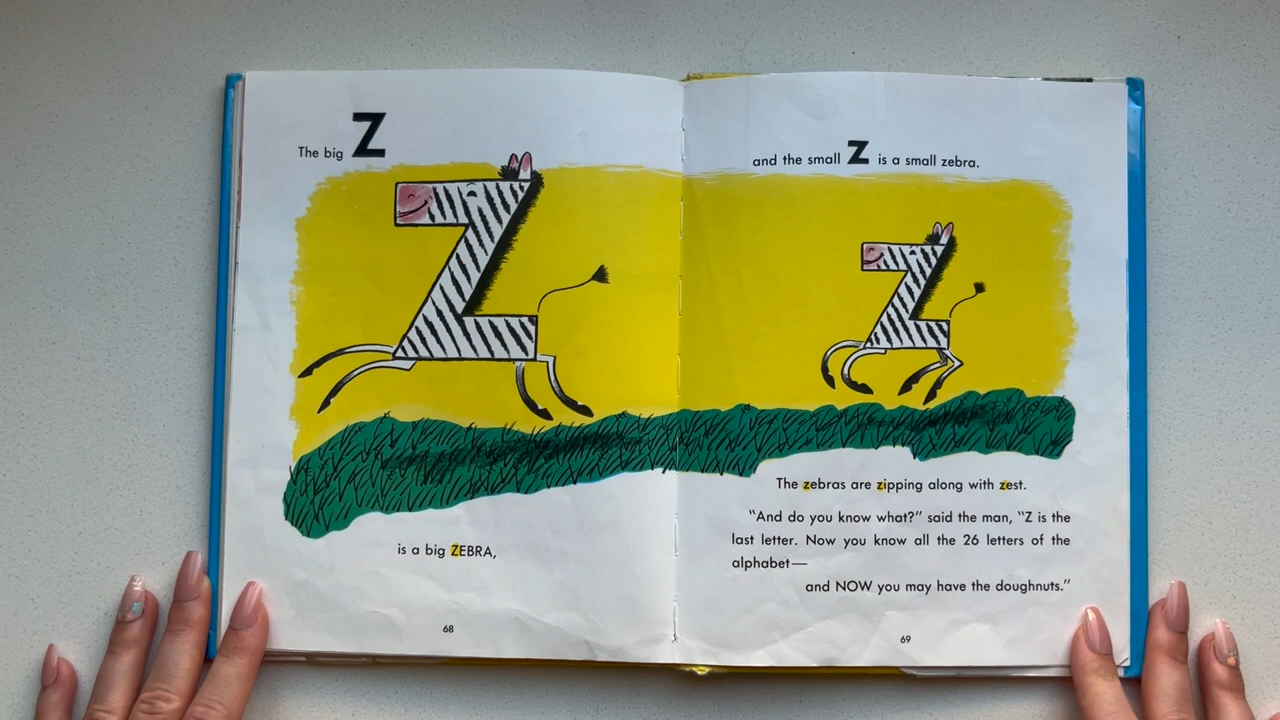 The big Z
is a big ZEBRA,
68
and the small Z is a small zebra.
The zebras are zipping along with zest.
“And do you know what?” said the man, “Z is the
last letter. Now you know all the 26 letters of the
alphabet—
and NOW you may have the doughnuts.”
69